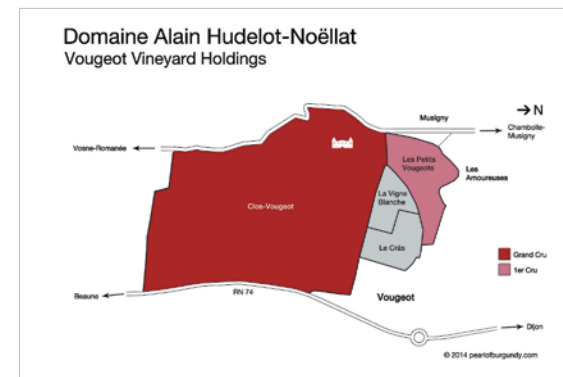 Domaine Alain Hudelot-Noëllat
Vougeot Vineyard Holdings
N
Musigny
Chambolle-
Musigny
Vosne-Romanée
Les Petits
Vougeots
Les
Amoureuses
La Vigne
Blanche
Clos-Vougeot
Le Crâs
Grand Cru
1er Cru
Beaune
RN 74
Vougeot
Dijon
© 2014 pearlofburgundy.com